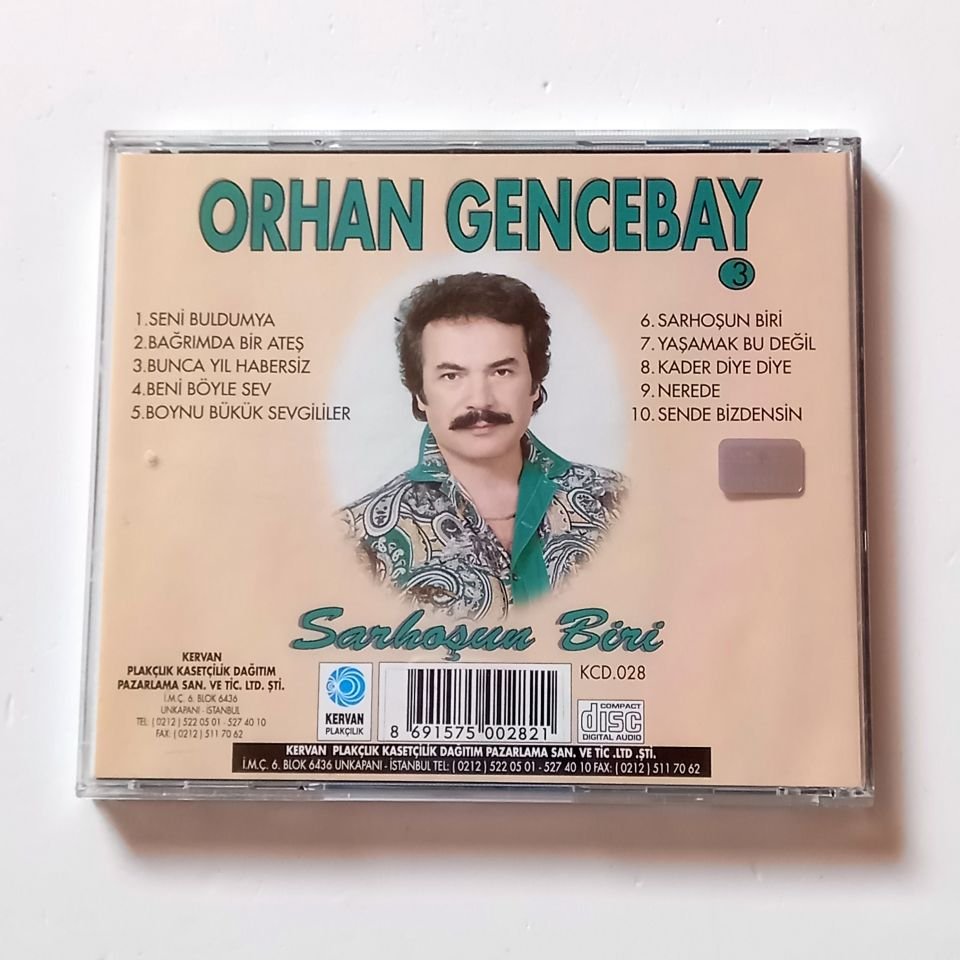 ORHAN GENCEBAY
3
1.SENİ BULDUMYA
2.BAĞRIMDA BİR ATEŞ
3.BUNCA YIL HABERSİZ
4.BENİ BÖYLE SEV
5.BOYNU BÜKÜK SEVGİLİLER
6. SARHOŞUN BİRİ
7. YAŞAMAK BU DEĞİL
8. KADER DİYE DİYE
9. NEREDE
10. SENDE BİZDENSİN
Sarhoşun Biri
KERVAN
PLAKÇLIK KASETÇİLİK DAĞITIM
PAZARLAMA SAN. VE TİC. LTD. ŞTİ.
İ.M.Ç. 6. BLOK 6436
UNKAPANI - İSTANBUL
TEL: ( 0212 ) 522 05 01 - 527 40 10
FAX: ( 0212 ) 511 70 62
KERVAN
PLAKÇILIK
8 691575 002821
KCD.028
COMPACT
disc
DIGITAL AUDIO
KERVAN PLAKÇLIK KASETÇİLİK DAĞITIM PAZARLAMA SAN. VE TİC .LTD .ŞTİ.
İ.M.Ç. 6. BLOK 6436 UNKAPANI - İSTANBUL TEL: ( 0212 ) 522 05 01 - 527 40 10 FAX: ( 0212 ) 511 70 62